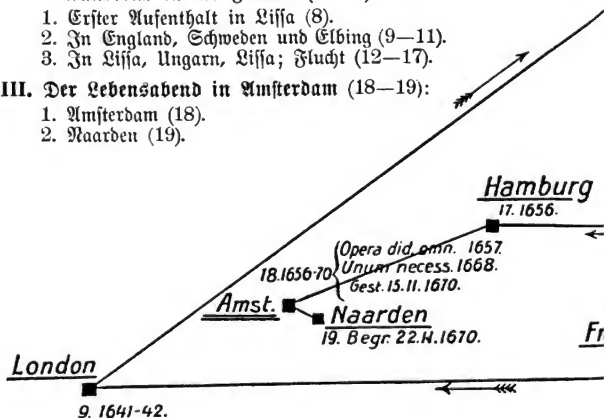 1. Erster Aufenthalt in Lissa (8).
2. In England, Schweden und Elbing (9—11).
3. In Lissa, Ungarn, Lissa; Flucht (12—17).
III. Der Lebensabend in Amsterdam (18—19):
1. Amsterdam (18).
2. Naarden (19).
Hamburg
17. 1656.
Opera did. omn. 1657.
18. 1656-70 Unum necess. 1668.
Gest. 15. 11. 1670.
Amst.
Naarden
19. Begr. 22. 11. 1670.
London
9. 1641-42.